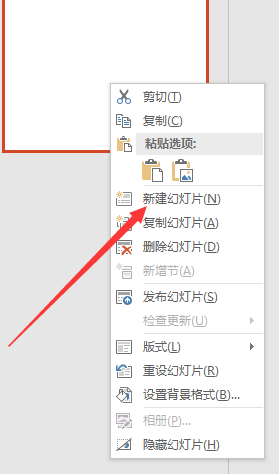 剪切(T)
复制(C)
粘贴选项:
新建幻灯片(N)
复制幻灯片(A)
删除幻灯片(D)
新增节(A)
发布幻灯片(S)
检查更新(U)
版式(L)
重设幻灯片(R)
设置背景格式(B)...
相册(P)...
隐藏幻灯片(H)